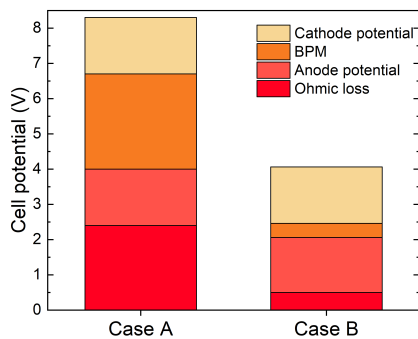 Cell potential (V)
8
7
6
5
4
3
2
1
0
Cathode potential
BPM
Anode potential
Ohmic loss
Case A
Case B